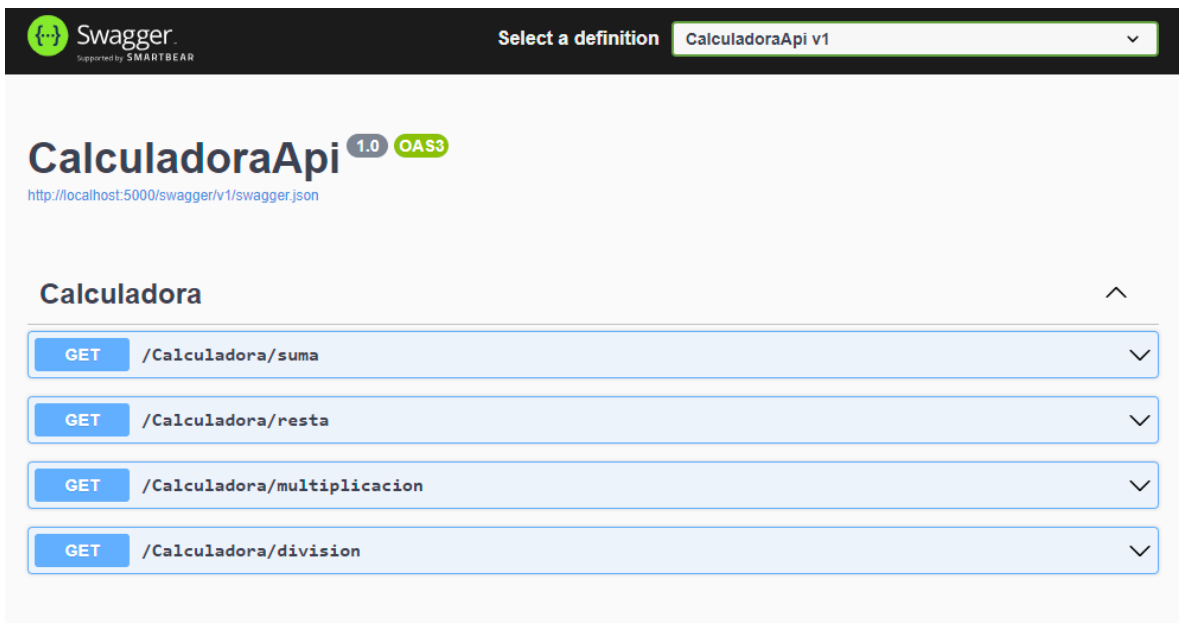 {...} Swagger.
Supported by SMARTBEAR
Select a definition CalculadoraApi v1
CalculadoraApi 1.0 OAS3
http://localhost:5000/swagger/v1/swagger.json
Calculadora
GET /Calculadora/suma
GET /Calculadora/resta
GET /Calculadora/multiplicacion
GET /Calculadora/division